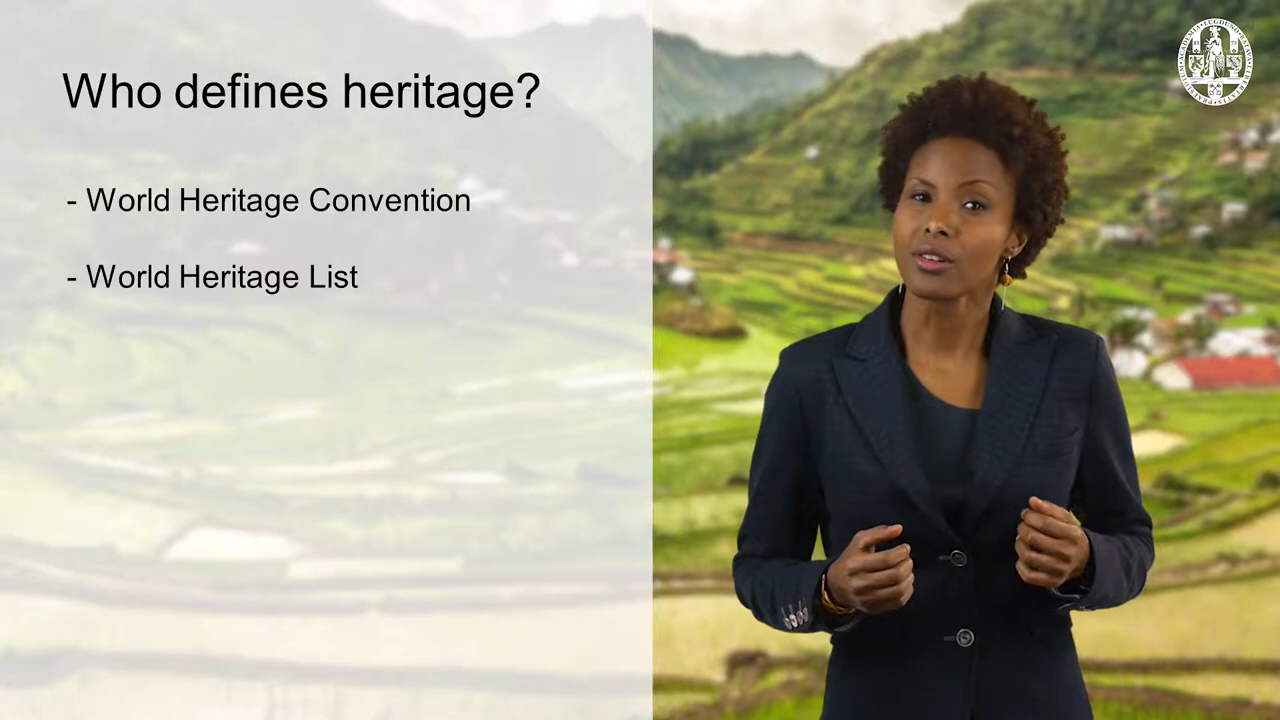 Who defines heritage?
- World Heritage Convention
- World Heritage List